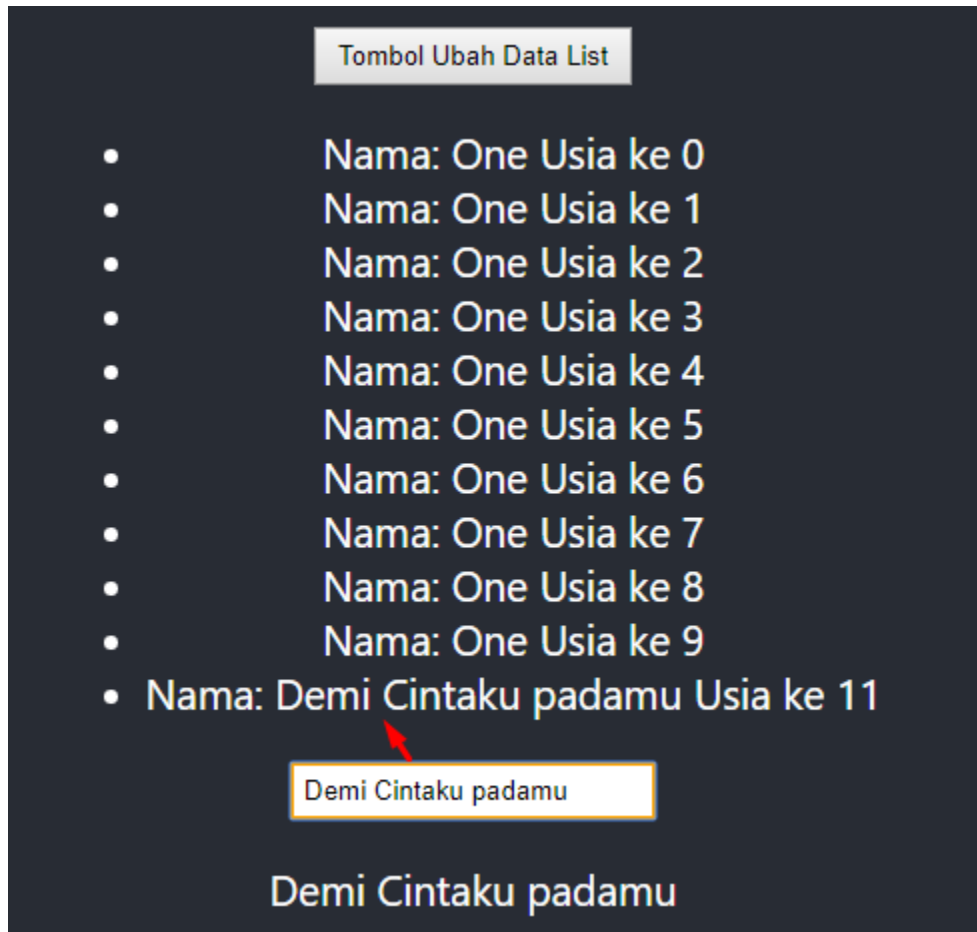 Tombol Ubah Data List
Nama: One Usia ke 0
Nama: One Usia ke 1
Nama: One Usia ke 2
Nama: One Usia ke 3
Nama: One Usia ke 4
Nama: One Usia ke 5
Nama: One Usia ke 6
Nama: One Usia ke 7
Nama: One Usia ke 8
Nama: One Usia ke 9
Nama: Demi Cintaku padamu Usia ke 11
Demi Cintaku padamu
Demi Cintaku padamu